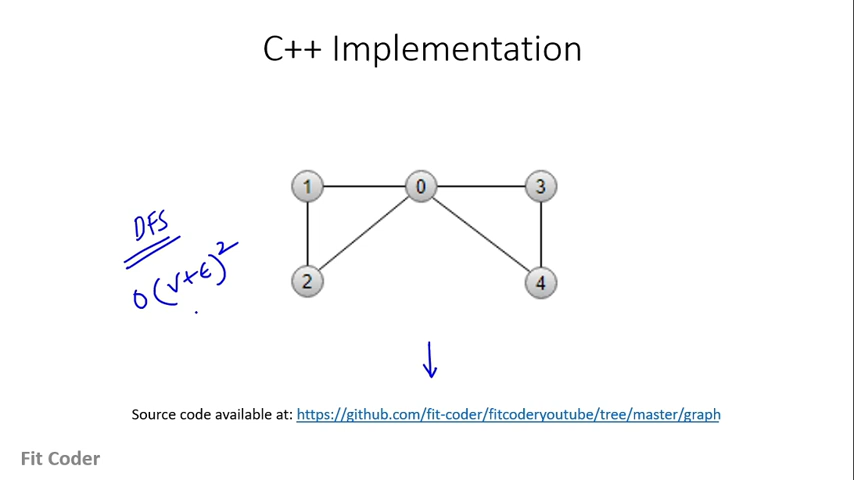 C++ Implementation
1 0 3
DFS
O(V+E)²
2 4
Source code available at: https://github.com/fit-coder/fitcoderyoutube/tree/master/graph
Fit Coder